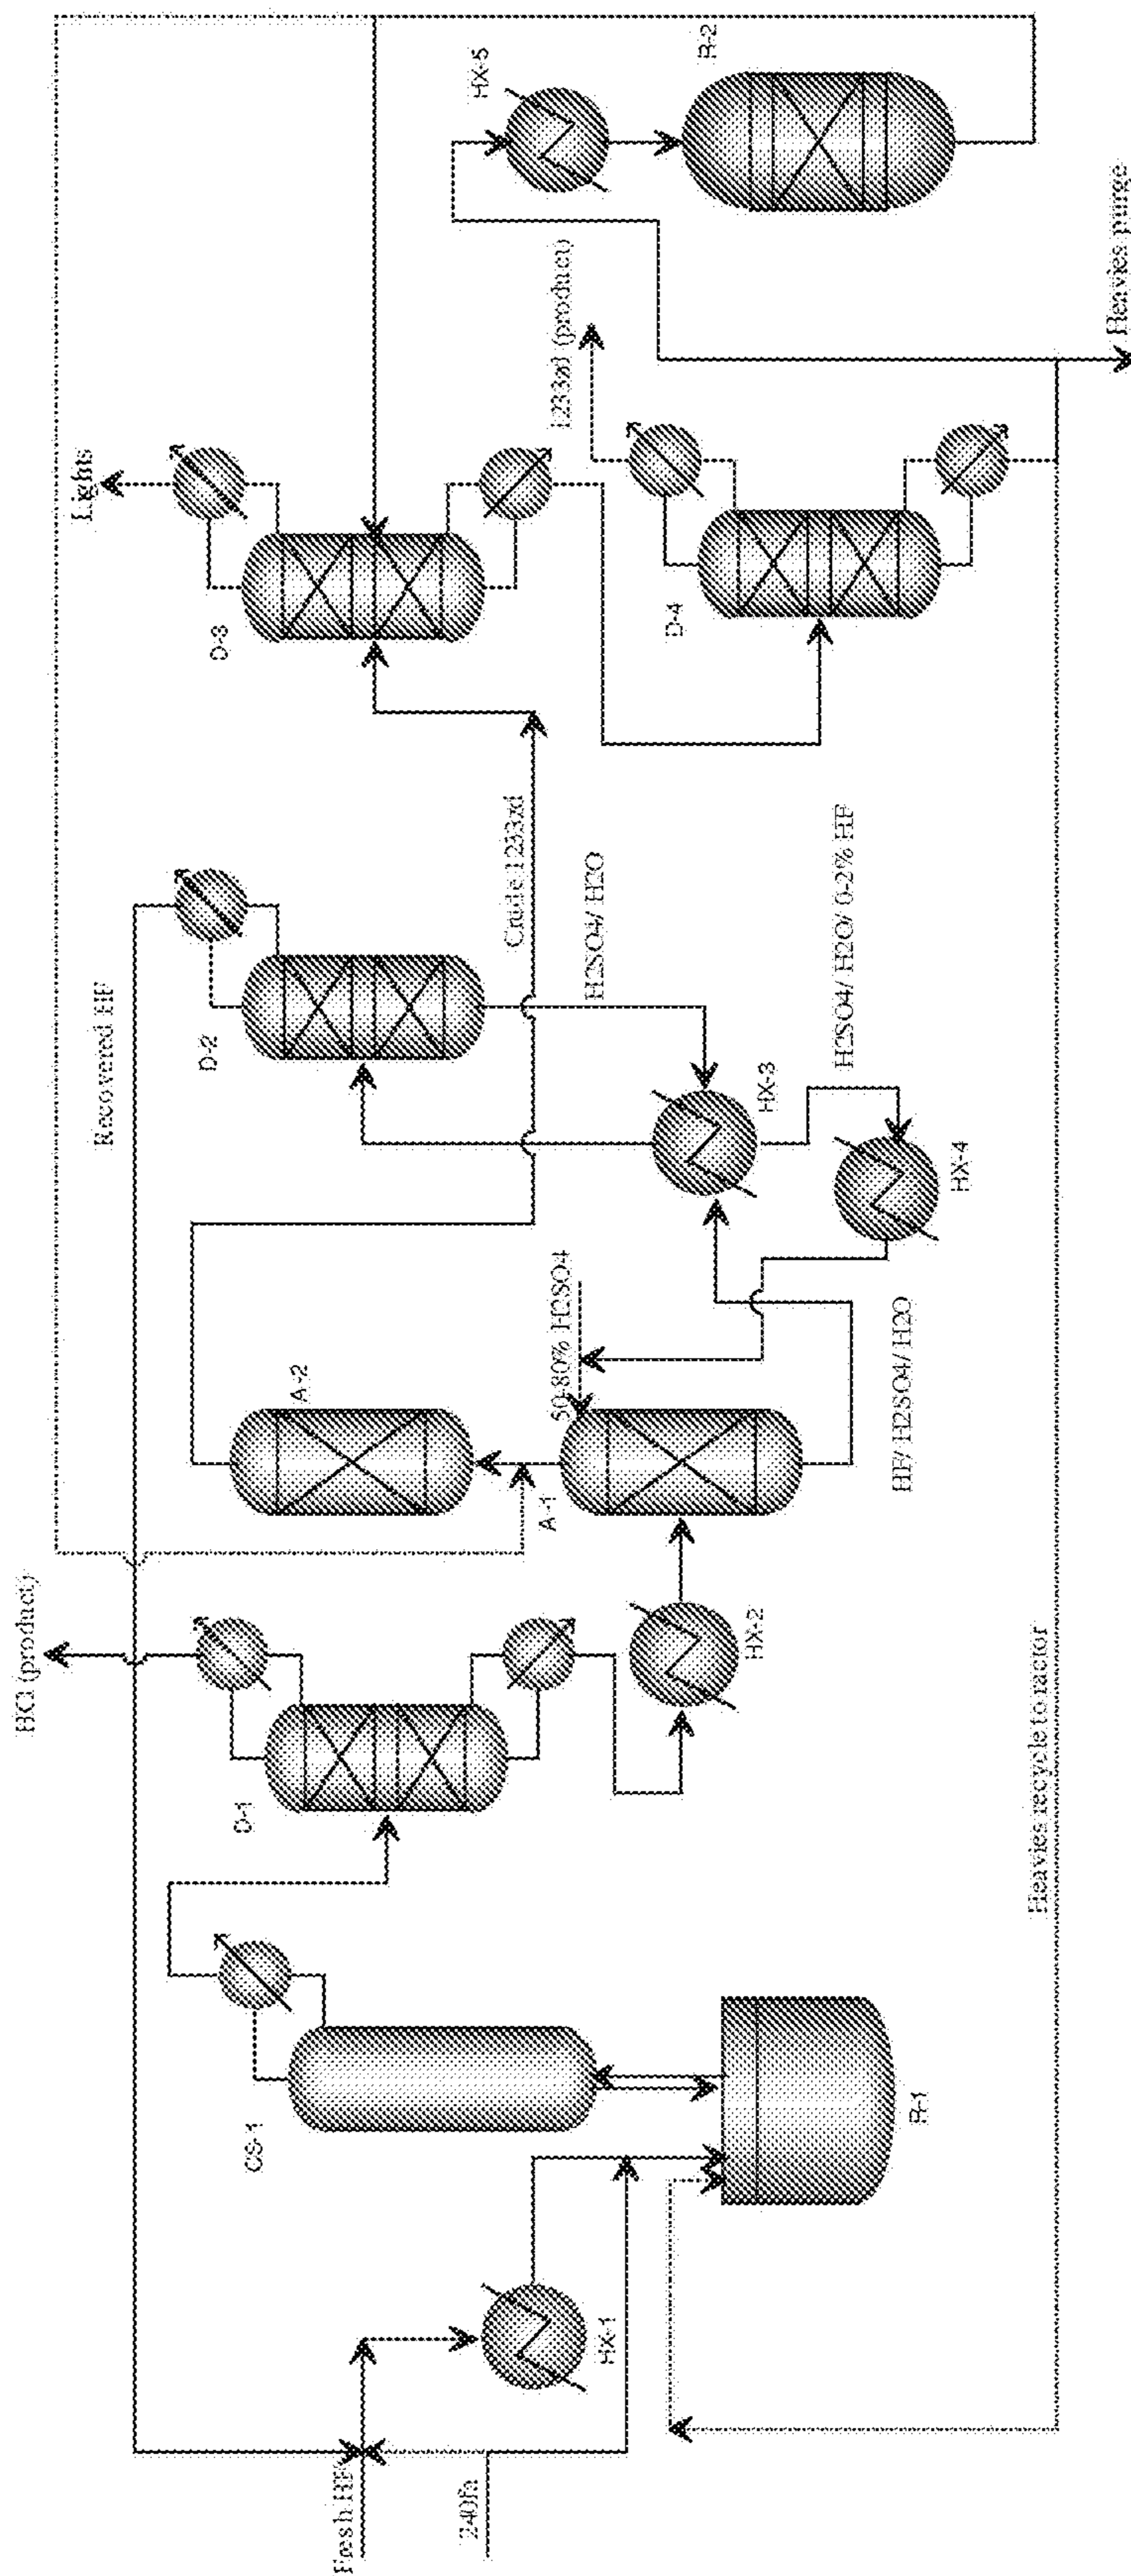 Fresh HF
240fa
HX-1
CS-1
R-1
Heavies recycle to ractor
HCl (product)
D-1
HX-2
A-1
A-2
50-80% H2SO4
HF/ H2SO4/ H2O
Recovered HF
D-2
HX-3
HX-4
H2SO4/ H2O/ 0-2% HF
H2SO4/ H2O
Crude 1233zd
Lights
D-3
D-4
1233zd (product)
HX-5
R-2
Heavies purge